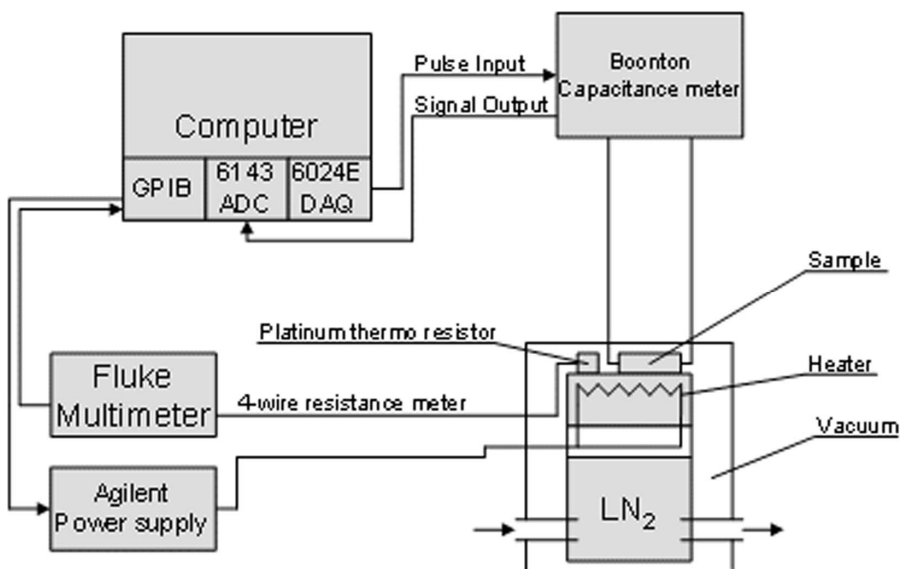 Computer
GPIB
6143
ADC
6024E
DAQ
Pulse Input
Signal Output
Boonton
Capacitance meter
Sample
Platinum thermo resistor
Heater
Fluke
Multimeter
4-wire resistance meter
Vacuum
Agilent
Power supply
LN₂